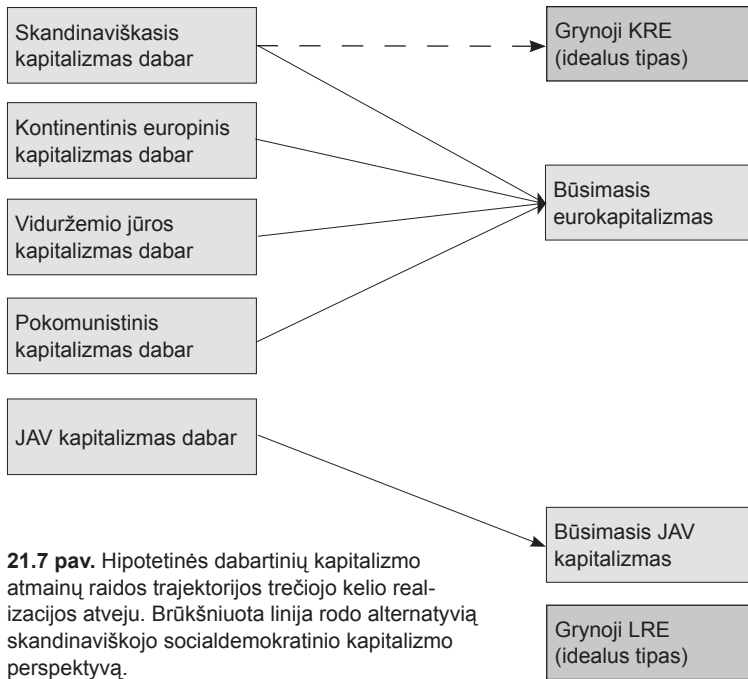 Skandinaviškasis
kapitalizmas dabar
Grynoji KRE
(idealus tipas)
Kontinentinis europinis
kapitalizmas dabar
Būsimasis
eurokapitalizmas
Viduržemio jūros
kapitalizmas dabar
Pokomunistinis
kapitalizmas dabar
JAV kapitalizmas dabar
Būsimasis JAV
kapitalizmas
Grynoji LRE
(idealus tipas)
21.7 pav. Hipotetinės dabartinių kapitalizmo
atmainų raidos trajektorijos trečiojo kelio real-
izacijos atveju. Brūkšniuota linija rodo alternatyvią
skandinaviškojo socialdemokratinio kapitalizmo
perspektyvą.